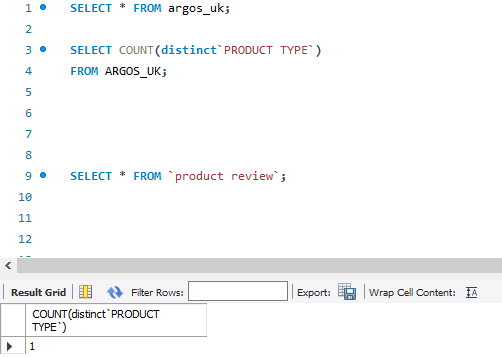 1 SELECT * FROM argos_uk;
2
3 SELECT COUNT(distinct`PRODUCT TYPE`)
4 FROM ARGOS_UK;
5
6
7
8
9 SELECT * FROM `product review`;
10
11
12
Result Grid Filter Rows: Export: Wrap Cell Content: IA
COUNT(distinct`PRODUCT
TYPE`)
1